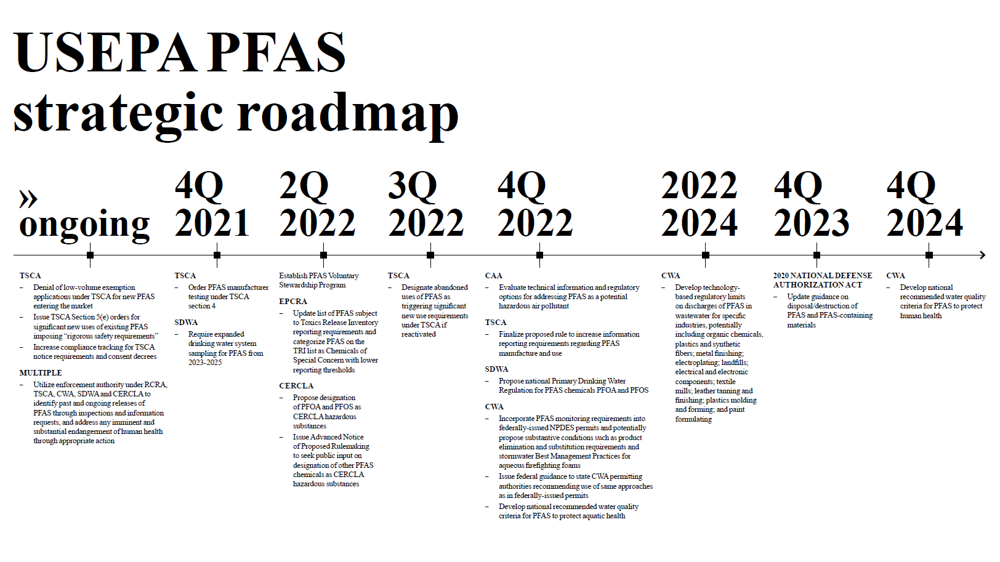 USEPA PFAS
strategic roadmap
»
ongoing
TSCA
– Denial of low-volume exemption
applications under TSCA for new PFAS
entering the market
– Issue TSCA Section 5(e) orders for
significant new uses of existing PFAS
imposing “rigorous safety requirements”
– Increase compliance tracking for TSCA
notice requirements and consent decrees
MULTIPLE
– Utilize enforcement authority under RCRA,
TSCA, CWA, SDWA and CERCLA to
identify past and ongoing releases of
PFAS through inspections and information
requests, and address any imminent and
substantial endangerment of human health
through appropriate action
4Q
2021
TSCA
– Order PFAS manufacturer
testing under TSCA
section 4
SDWA
– Require expanded
drinking water system
sampling for PFAS from
2023-2025
2Q
2022
Establish PFAS Voluntary
Stewardship Program
EPCRA
– Update list of PFAS subject
to Toxics Release Inventory
reporting requirements and
categorize PFAS on the
TRI list as Chemicals of
Special Concern with lower
reporting thresholds
CERCLA
– Propose designation
of PFOA and PFOS as
CERCLA hazardous
substances
– Issue Advanced Notice
of Proposed Rulemaking
to seek public input on
designation of other PFAS
chemicals as CERCLA
hazardous substances
3Q
2022
TSCA
– Designate abandoned
uses of PFAS as
triggering significant
new use requirements
under TSCA if
reactivated
4Q
2022
CAA
– Evaluate technical information and regulatory
options for addressing PFAS as a potential
hazardous air pollutant
TSCA
– Finalize proposed rule to increase information
reporting requirements regarding PFAS
manufacture and use
SDWA
– Propose national Primary Drinking Water
Regulation for PFAS chemicals PFOA and PFOS
CWA
– Incorporate PFAS monitoring requirements into
federally-issued NPDES permits and potentially
propose substantive conditions such as product
elimination and substitution requirements and
stormwater Best Management Practices for
aqueous firefighting foams
– Issue federal guidance to state CWA permitting
authorities recommending use of same approaches
as in federally-issued permits
– Develop national recommended water quality
criteria for PFAS to protect aquatic health
2022
2024
CWA
– Develop technology-
based regulatory limits
on discharges of PFAS in
wastewater for specific
industries, potentially
including organic chemicals,
plastics and synthetic
fibers; metal finishing;
electroplating; landfills;
electrical and electronic
components; textile
mills; leather tanning and
finishing; plastics molding
and forming; and paint
formulating
4Q
2023
2020 NATIONAL DEFENSE
AUTHORIZATION ACT
– Update guidance on
disposal/destruction of
PFAS and PFAS-containing
materials
4Q
2024
CWA
– Develop national
recommended water quality
criteria for PFAS to protect
human health